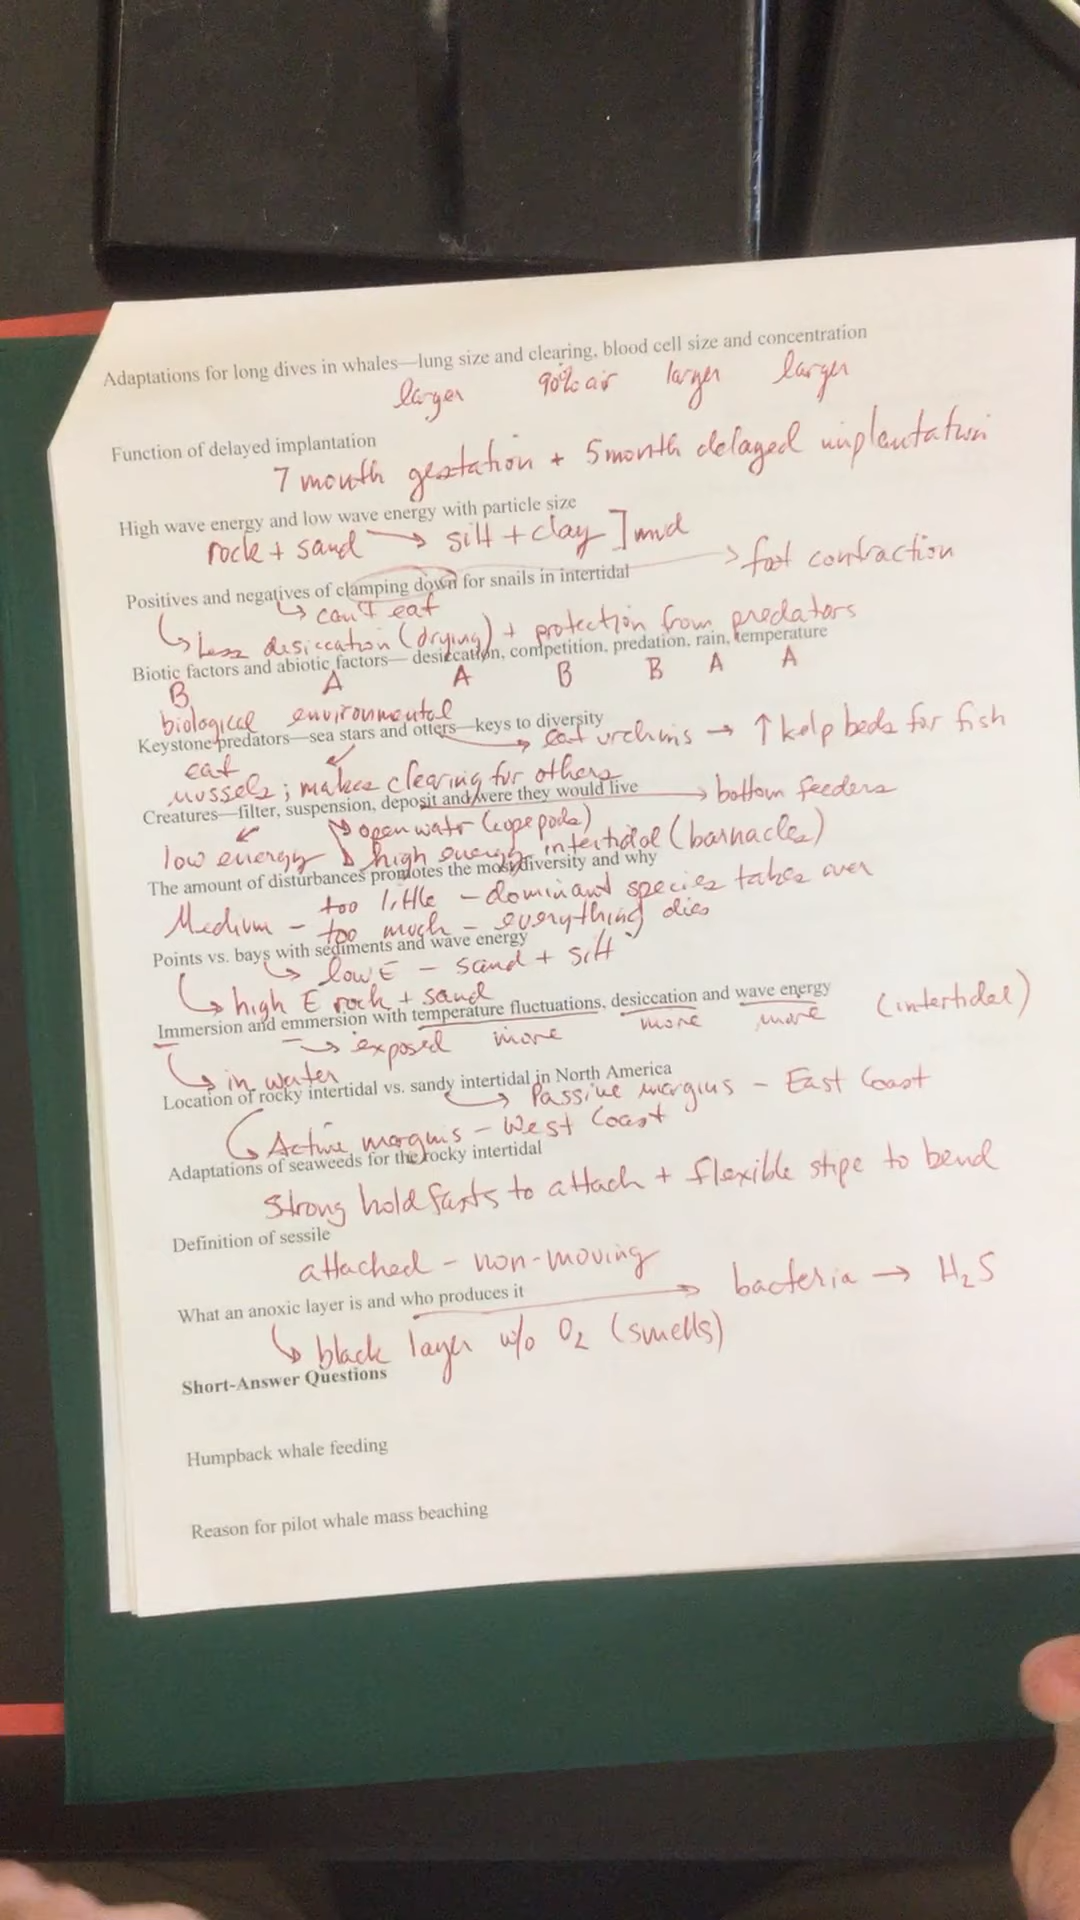 Adaptations for long dives in whales—lung size and clearing, blood cell size and concentration
larger 90% air larger larger
Function of delayed implantation
7 month gestation + 5 month delayed implantation
High wave energy and low wave energy with particle size
rock + sand → silt + clay ] mud
Positives and negatives of clamping down for snails in intertidal → foot contraction
↳ can't eat
↳ Less desiccation (drying) + protection from predators
Biotic factors and abiotic factors— desiccation, competition, predation, rain, temperature
B A A B B A A
biological environmental
Keystone predators—sea stars and otters—keys to diversity
→ eat urchins → ↑ kelp beds for fish
eat
mussels; makes clearing for others
Creatures—filter, suspension, deposit and were they would live → bottom feeders
↘ open water (copepods)
low energy ↘ high energy intertidal (barnacles)
The amount of disturbances promotes the most diversity and why
too little - dominant species takes over
Medium - too much - everything dies
Points vs. bays with sediments and wave energy
↳ low E - sand + silt
↳ high E rock + sand
Immersion and emmersion with temperature fluctuations, desiccation and wave energy (intertidal)
↳ exposed more more more
↳ in water
Location of rocky intertidal vs. sandy intertidal in North America
→ Passive margins - East Coast
↳ Active margins - West Coast
Adaptations of seaweeds for the rocky intertidal
Strong holdfasts to attach + flexible stipe to bend
Definition of sessile
attached - non-moving
What an anoxic layer is and who produces it → bacteria → H2S
↳ black layer w/o O2 (smells)
Short-Answer Questions
Humpback whale feeding
Reason for pilot whale mass beaching